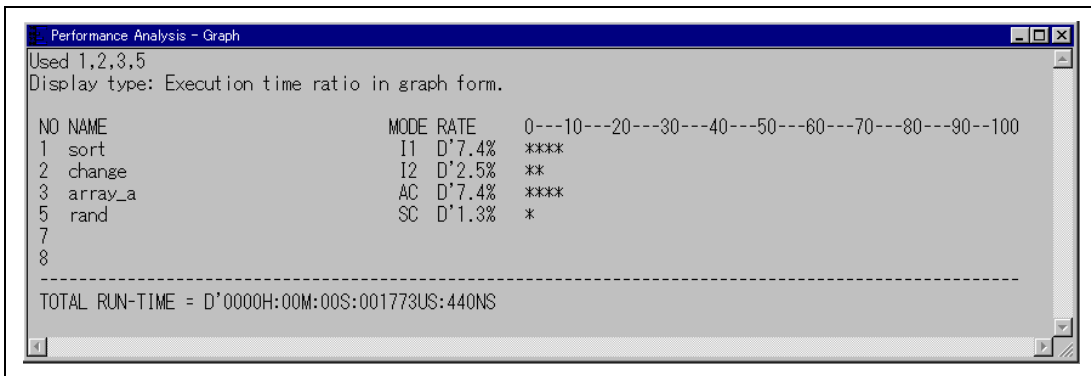 Performance Analysis - Graph
Used 1,2,3,5
Display type: Execution time ratio in graph form.
NO NAME MODE RATE 0---10---20---30---40---50---60---70---80---90--100
1 sort I1 D'7.4% ****
2 change I2 D'2.5% **
3 array_a AC D'7.4% ****
5 rand SC D'1.3% *
7
8
--------------------------------------------------------------------------------------------------
TOTAL RUN-TIME = D'0000H:00M:00S:001773US:440NS